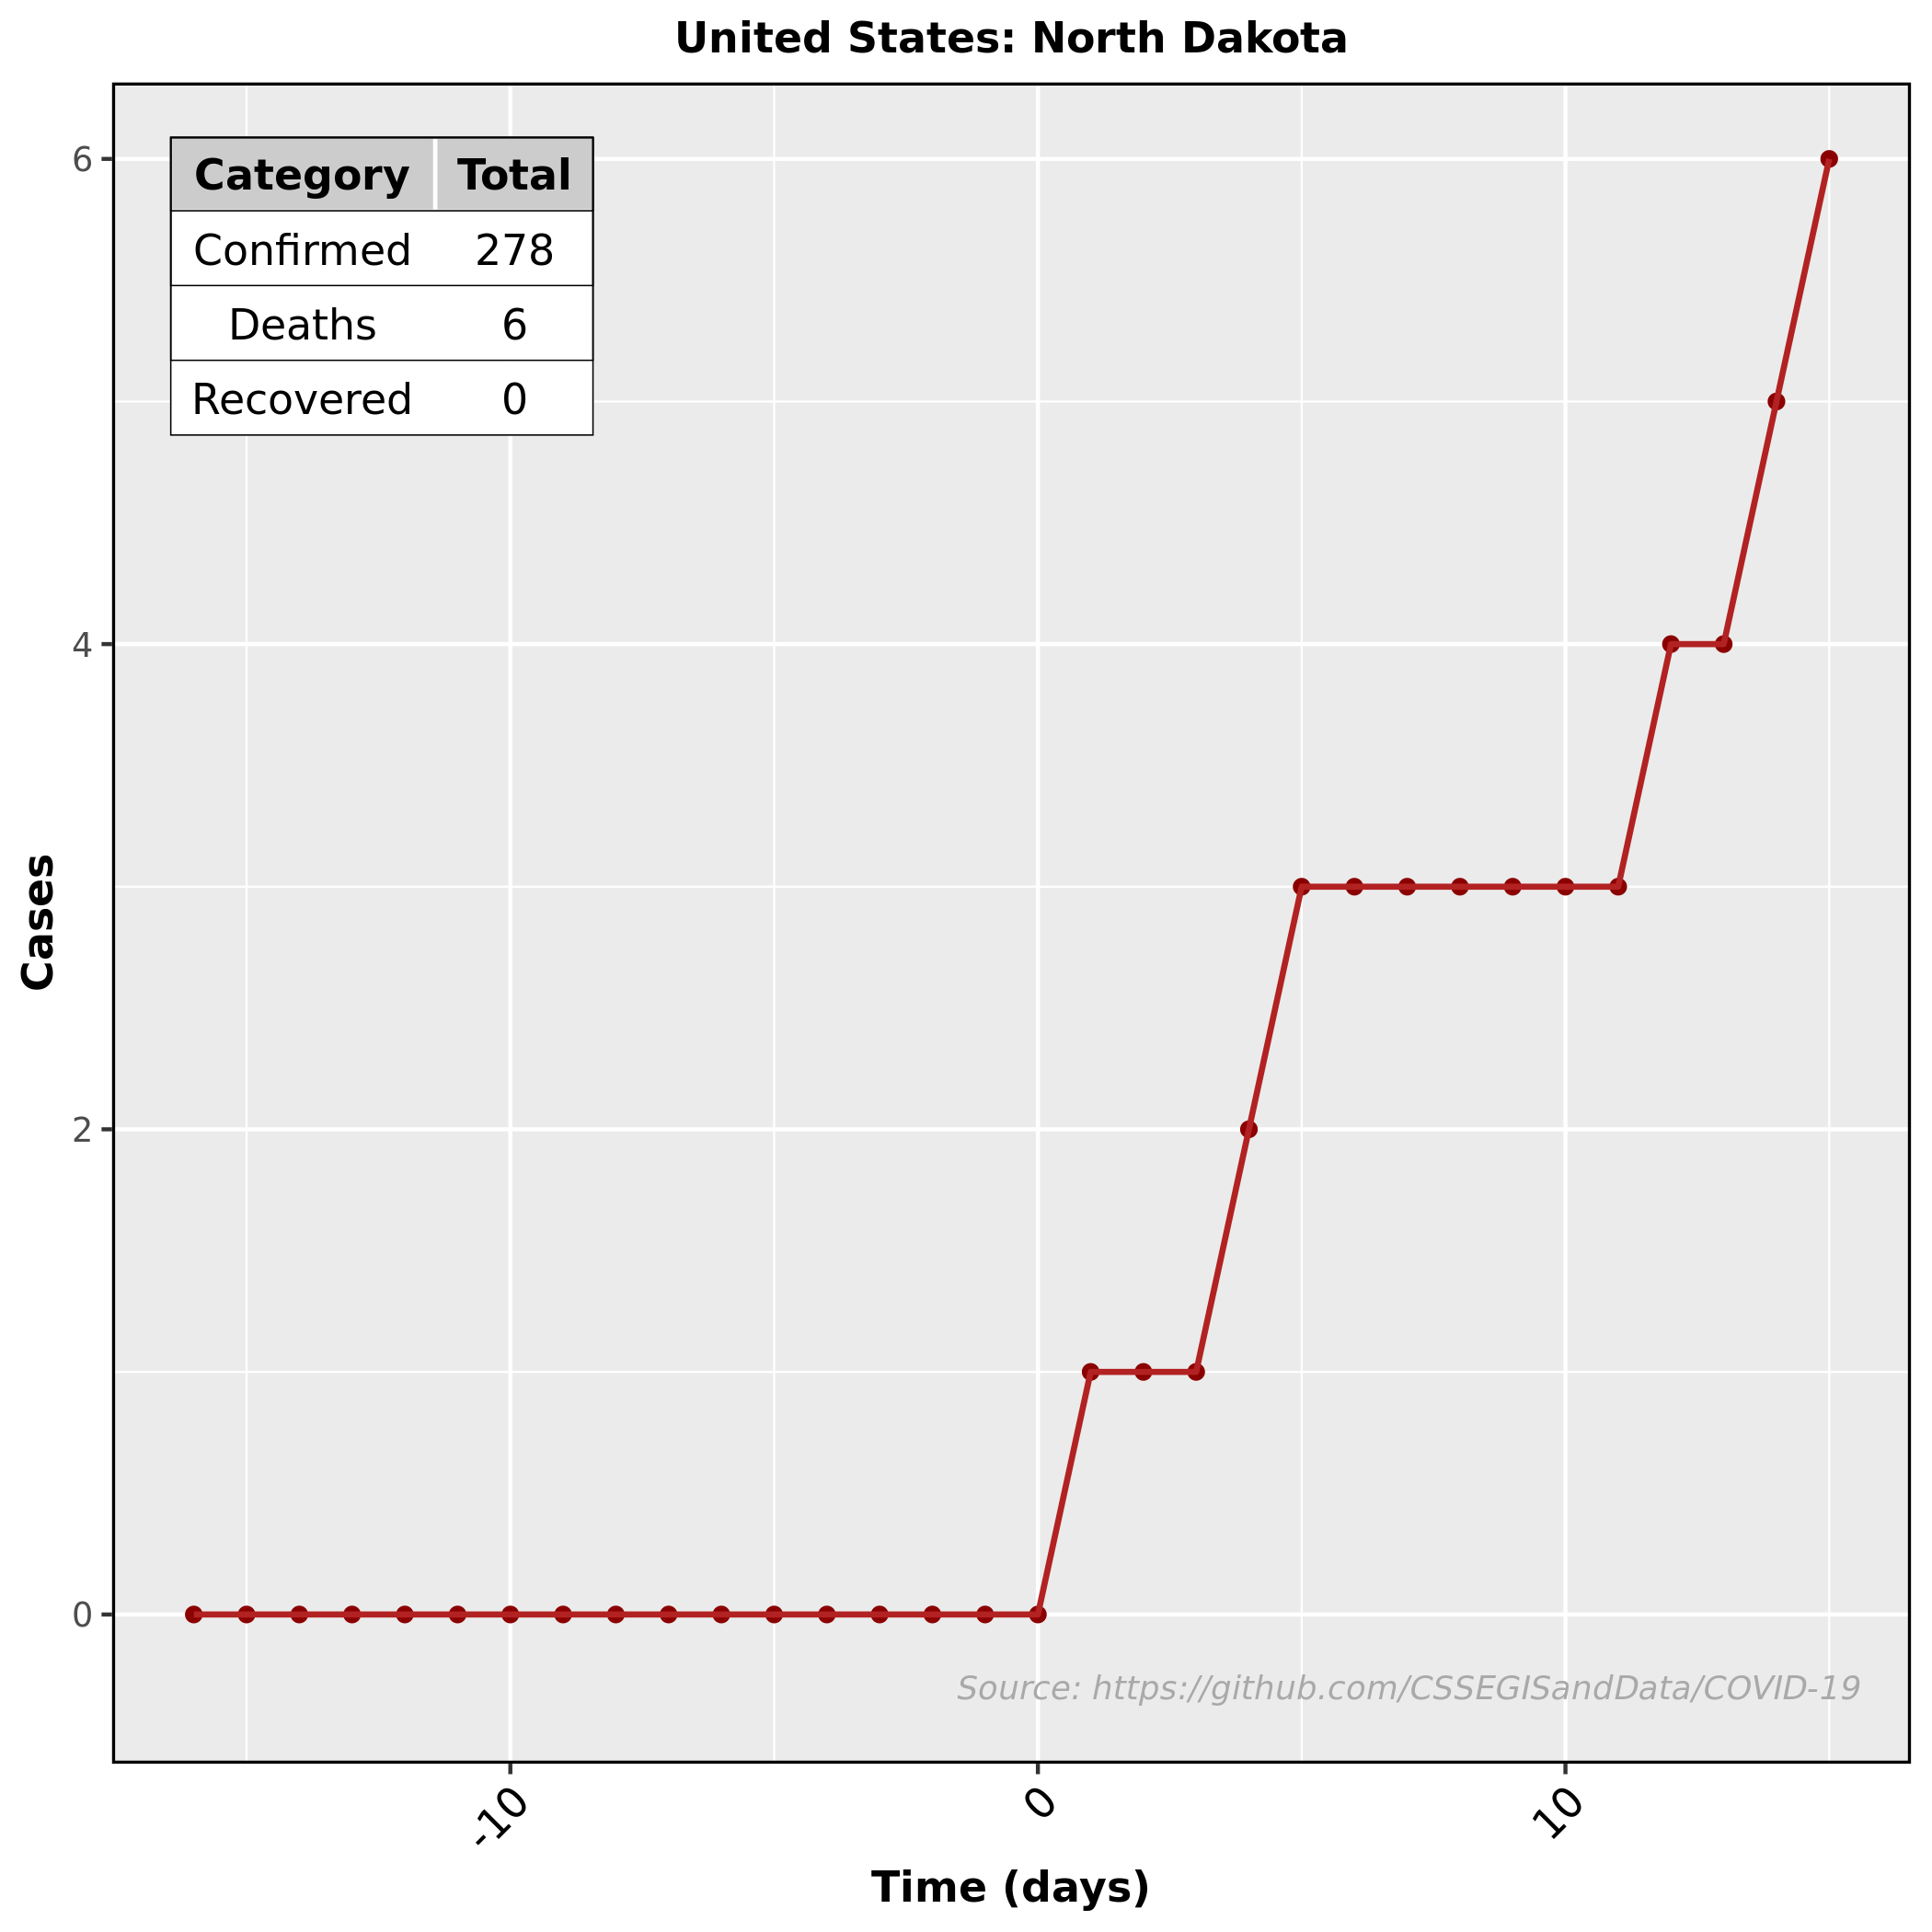 United States: North Dakota
Category Total
Confirmed 278
Deaths 6
Recovered 0
6
4
2
0
Cases
Source: https://github.com/CSSEGISandData/COVID-19
-10 0 10
Time (days)